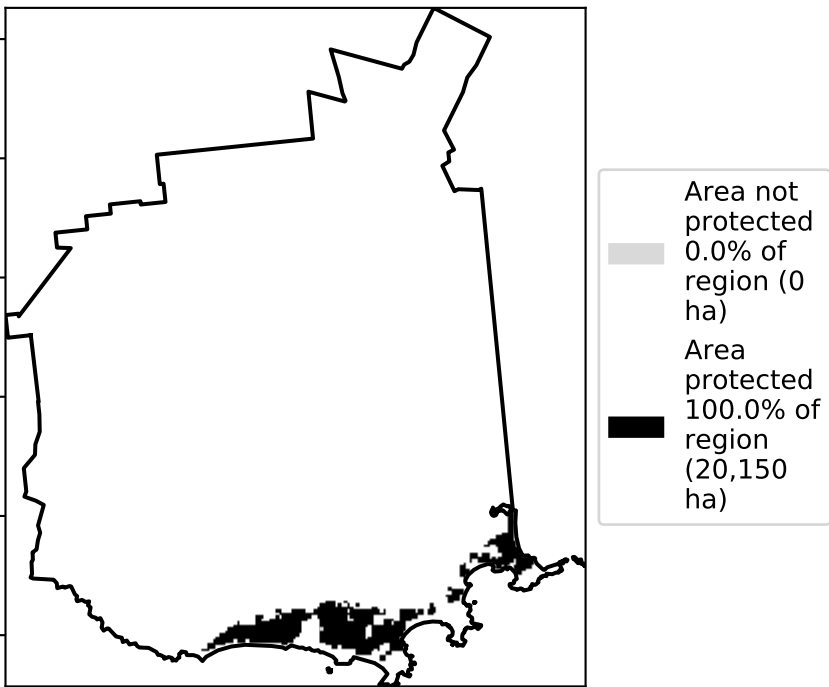 Area not
protected
0.0% of
region (0
ha)
Area
protected
100.0% of
region
(20,150
ha)